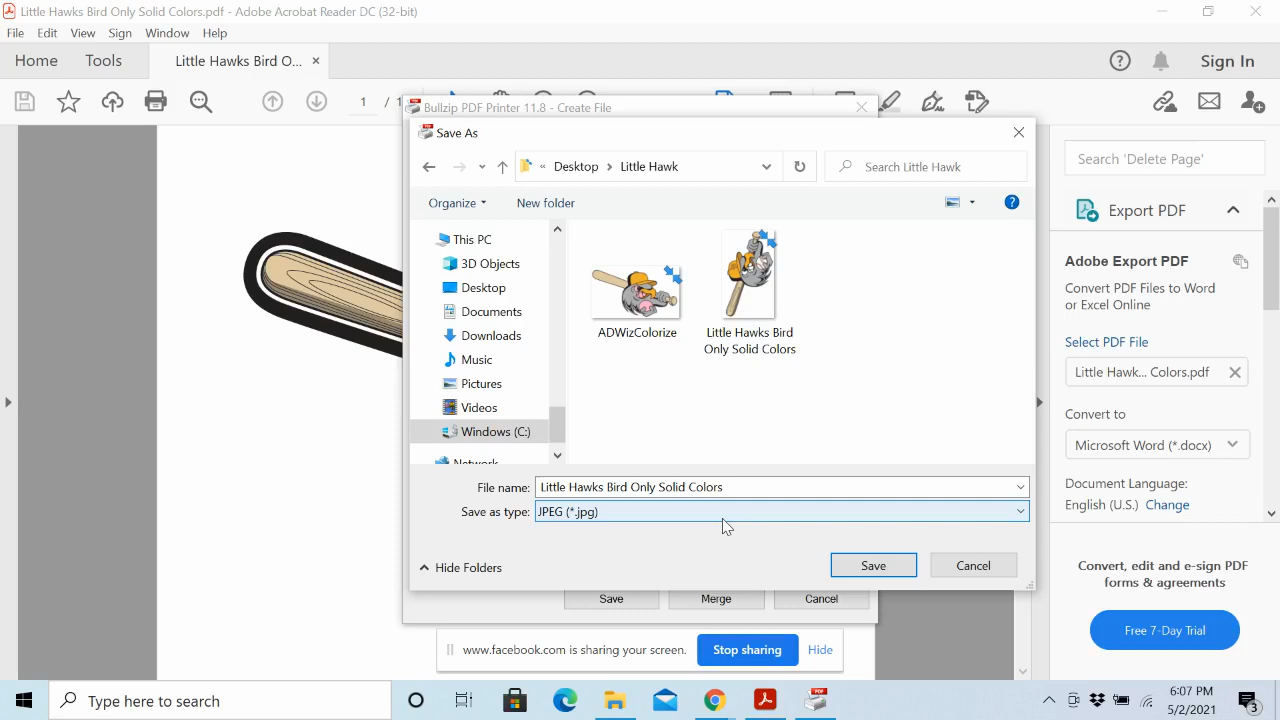 Little Hawks Bird Only Solid Colors.pdf - Adobe Acrobat Reader DC (32-bit)
File Edit View Window Sign Help
Home Tools Little Hawks Bird O... ×
? Sign In
1 / 1
Bullzip PDF Printer 11.8 - Create File
Save As
« Desktop > Little Hawk
Search Little Hawk
Organize
New folder
This PC
3D Objects
Desktop
Documents
Downloads
Music
Pictures
Videos
Windows (C:)
Network
ADWizColorize
Little Hawks Bird
Only Solid Colors
File name: Little Hawks Bird Only Solid Colors
Save as type: JPEG (*.jpg)
Hide Folders
Save Cancel
Save Merge Cancel
www.facebook.com is sharing your screen. Stop sharing Hide
Search 'Delete Page'
Export PDF
Adobe Export PDF
Convert PDF Files to Word
or Excel Online
Select PDF File
Little Hawk... Colors.pdf
Convert to
Microsoft Word (*.docx)
Document Language:
English (U.S.) Change
Convert, edit and e-sign PDF
forms & agreements
Free 7-Day Trial
Type here to search
PDF
6:07 PM
5/2/2021
3